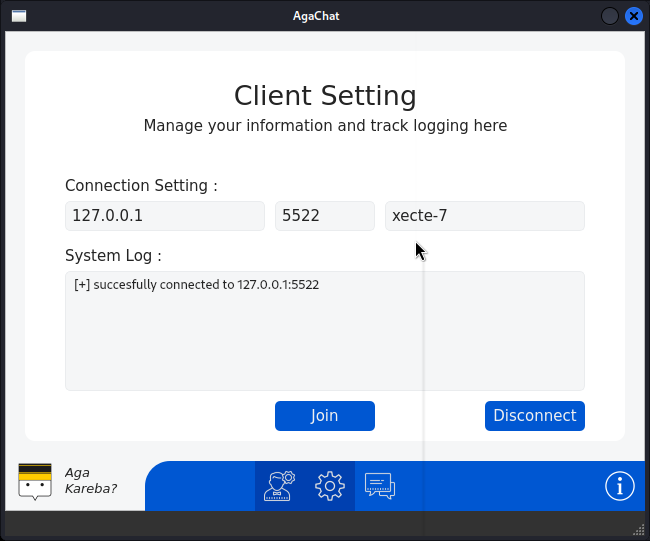 AgaChat
Client Setting
Manage your information and track logging here
Connection Setting :
127.0.0.1 5522 xecte-7
System Log :
[+] succesfully connected to 127.0.0.1:5522
Join Disconnect
Aga
Kareba?
i